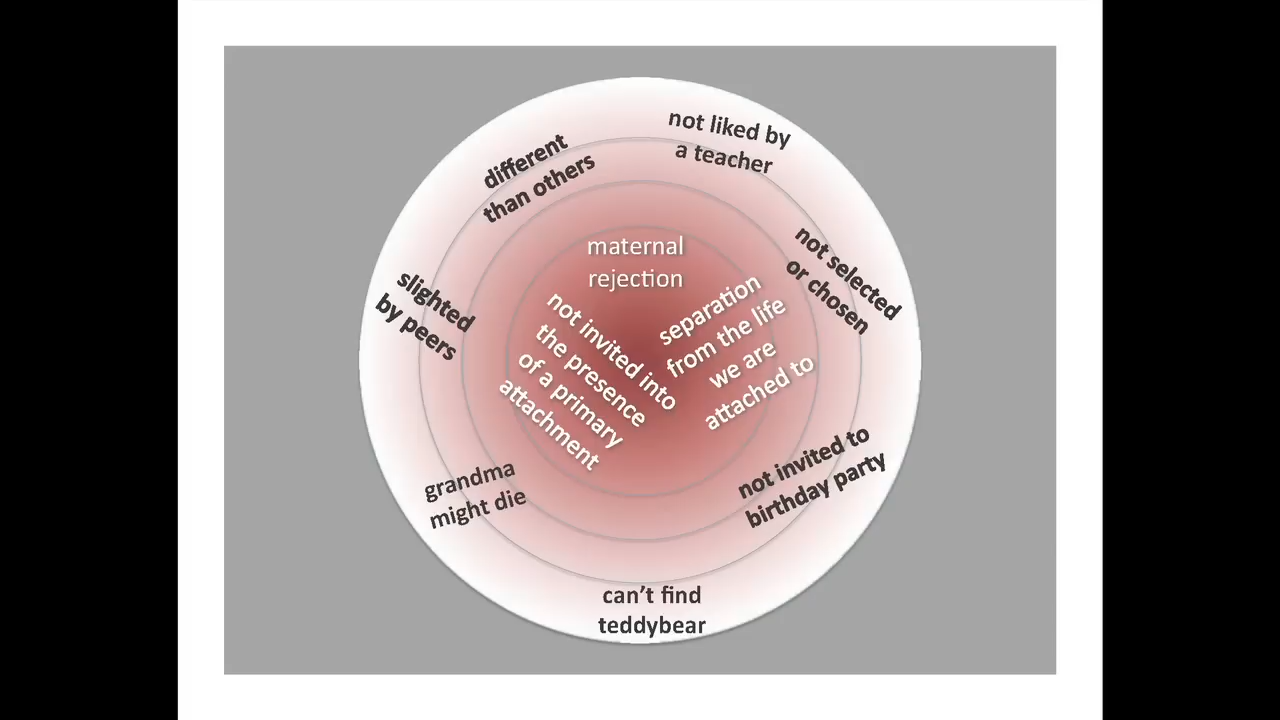 not liked by
a teacher
different
than others
not selected
or chosen
maternal
rejection
slighted
by peers
separation
from the life
we are
attached to
not invited into
the presence
of a primary
attachment
not invited to
birthday party
grandma
might die
can't find
teddybear